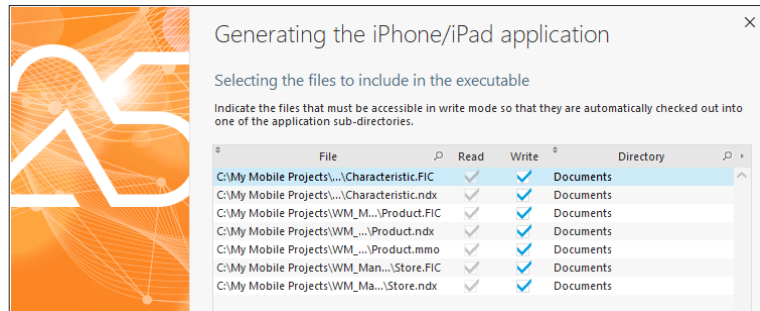 Generating the iPhone/iPad application
Selecting the files to include in the executable
Indicate the files that must be accessible in write mode so that they are automatically checked out into
one of the application sub-directories.
File Read Write Directory
C:\My Mobile Projects\...\Characteristic.FIC Documents
C:\My Mobile Projects\...\Characteristic.ndx Documents
C:\My Mobile Projects\WM_M...\Product.FIC Documents
C:\My Mobile Projects\WM_...\Product.ndx Documents
C:\My Mobile Projects\WM_...\Product.mmo Documents
C:\My Mobile Projects\WM_Man...\Store.FIC Documents
C:\My Mobile Projects\WM_Ma...\Store.ndx Documents